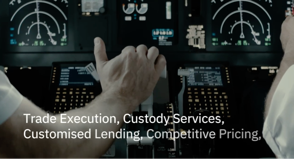 Trade Execution, Custody Services,
Customised Lending, Competitive Pricing.